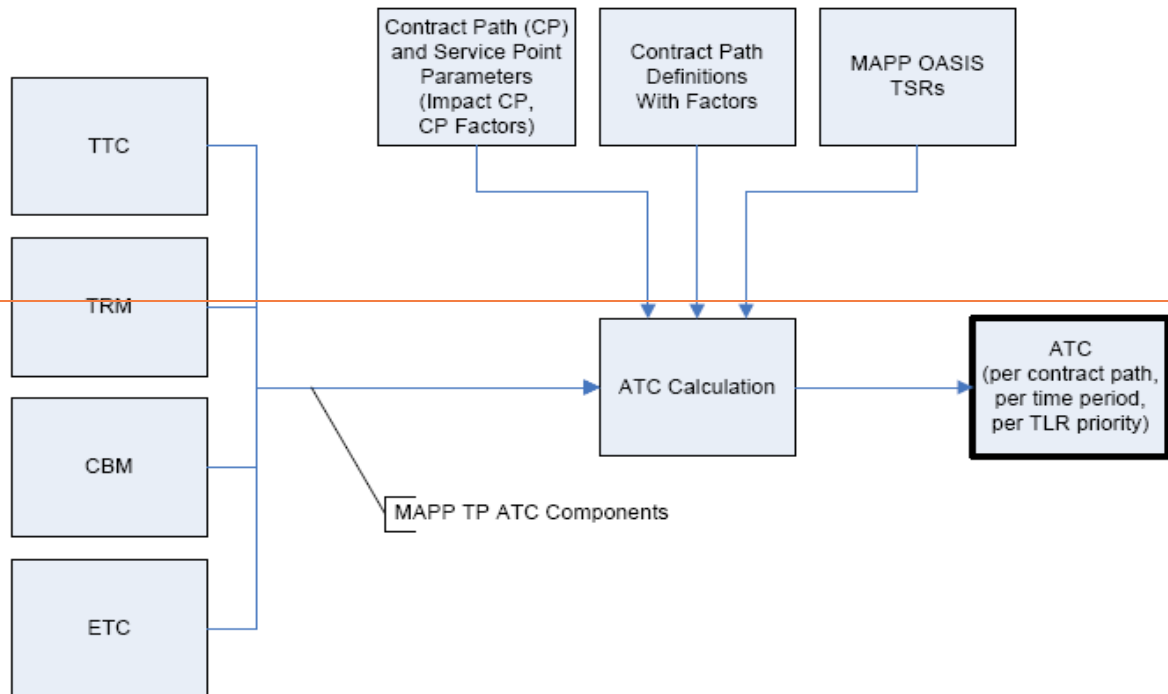 Contract Path (CP)
and Service Point
Parameters
(Impact CP,
CP Factors)
Contract Path
Definitions
With Factors
MAPP OASIS
TSRs
TTC
TRM
CBM
ETC
ATC Calculation
ATC
(per contract path,
per time period,
per TLR priority)
MAPP TP ATC Components